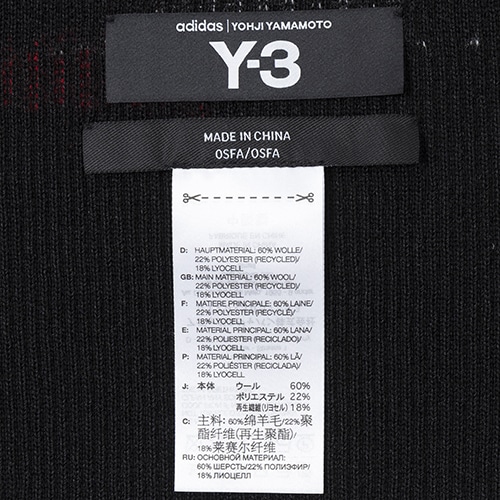 adidas | YOHJI YAMAMOTO
Y-3
MADE IN CHINA
OSFA/OSFA
D: HAUPTMATERIAL: 60% WOLLE/
22% POLYESTER (RECYCLED)/
18% LYOCELL
GB: MAIN MATERIAL: 60% WOOL/
22% POLYESTER (RECYCLED)/
18% LYOCELL
F: MATIERE PRINCIPALE: 60% LAINE/
22% POLYESTER (RECYCLÉ)/
18% LYOCELL
E: MATERIAL PRINCIPAL: 60% LANA/
22% POLIESTER (RECICLADO)/
18% LYOCELL
P: MATERIAL PRINCIPAL: 60% LÃ/
22% POLIÉSTER (RECICLADA)/
18% LYOCELL
J: 本体 ウール 60%
ポリエステル 22%
再生繊維(リヨセル) 18%
C: 主料: 60%绵羊毛/22%聚
酯纤维(再生聚酯)/
18%莱赛尔纤维
RU: ОСНОВНОЙ МАТЕРИАЛ:
60% ШЕРСТЬ/22% ПОЛИЭФИР/
18% ЛИОЦЕЛЛ